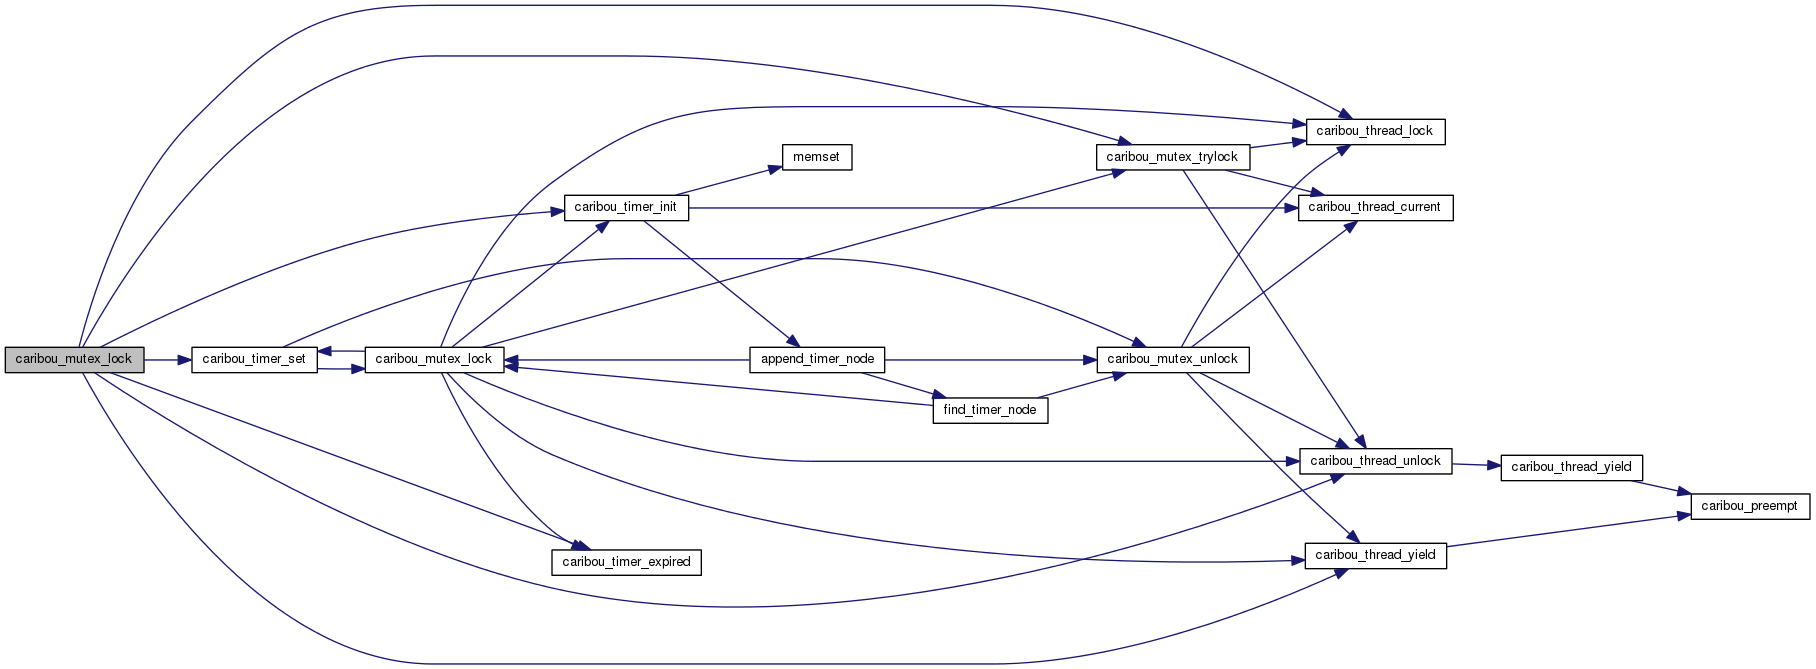 caribou_thread_lock
memset
caribou_mutex_trylock
caribou_timer_init
caribou_thread_current
caribou_mutex_lock
caribou_timer_set
caribou_mutex_lock
append_timer_node
caribou_mutex_unlock
find_timer_node
caribou_thread_unlock
caribou_thread_yield
caribou_preempt
caribou_timer_expired
caribou_thread_yield